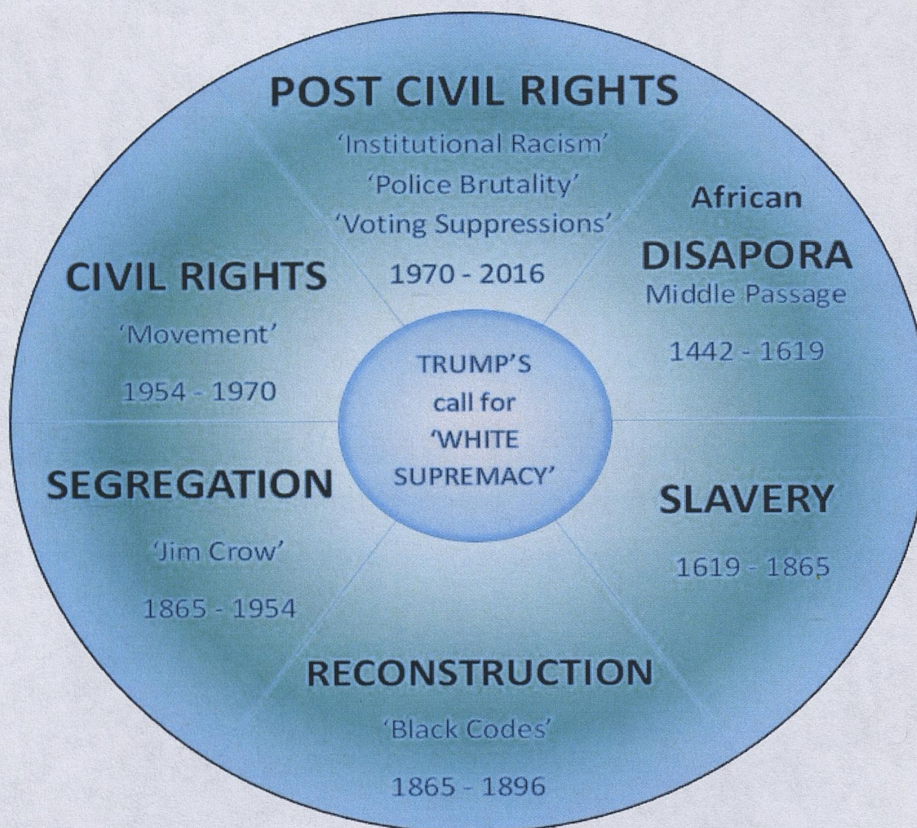 POST CIVIL RIGHTS
'Institutional Racism'
'Police Brutality'
'Voting Suppressions'
1970 - 2016
African
DISAPORA
Middle Passage
1442 - 1619
SLAVERY
1619 - 1865
RECONSTRUCTION
'Black Codes'
1865 - 1896
SEGREGATION
'Jim Crow'
1865 - 1954
CIVIL RIGHTS
'Movement'
1954 - 1970
TRUMP'S
call for
'WHITE
SUPREMACY'